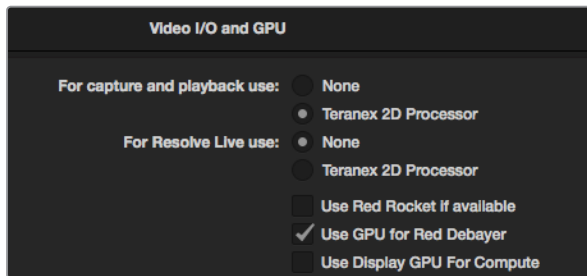 Video I/O and GPU
For capture and playback use: None
Teranex 2D Processor
For Resolve Live use: None
Teranex 2D Processor
Use Red Rocket if available
Use GPU for Red Debayer
Use Display GPU For Compute